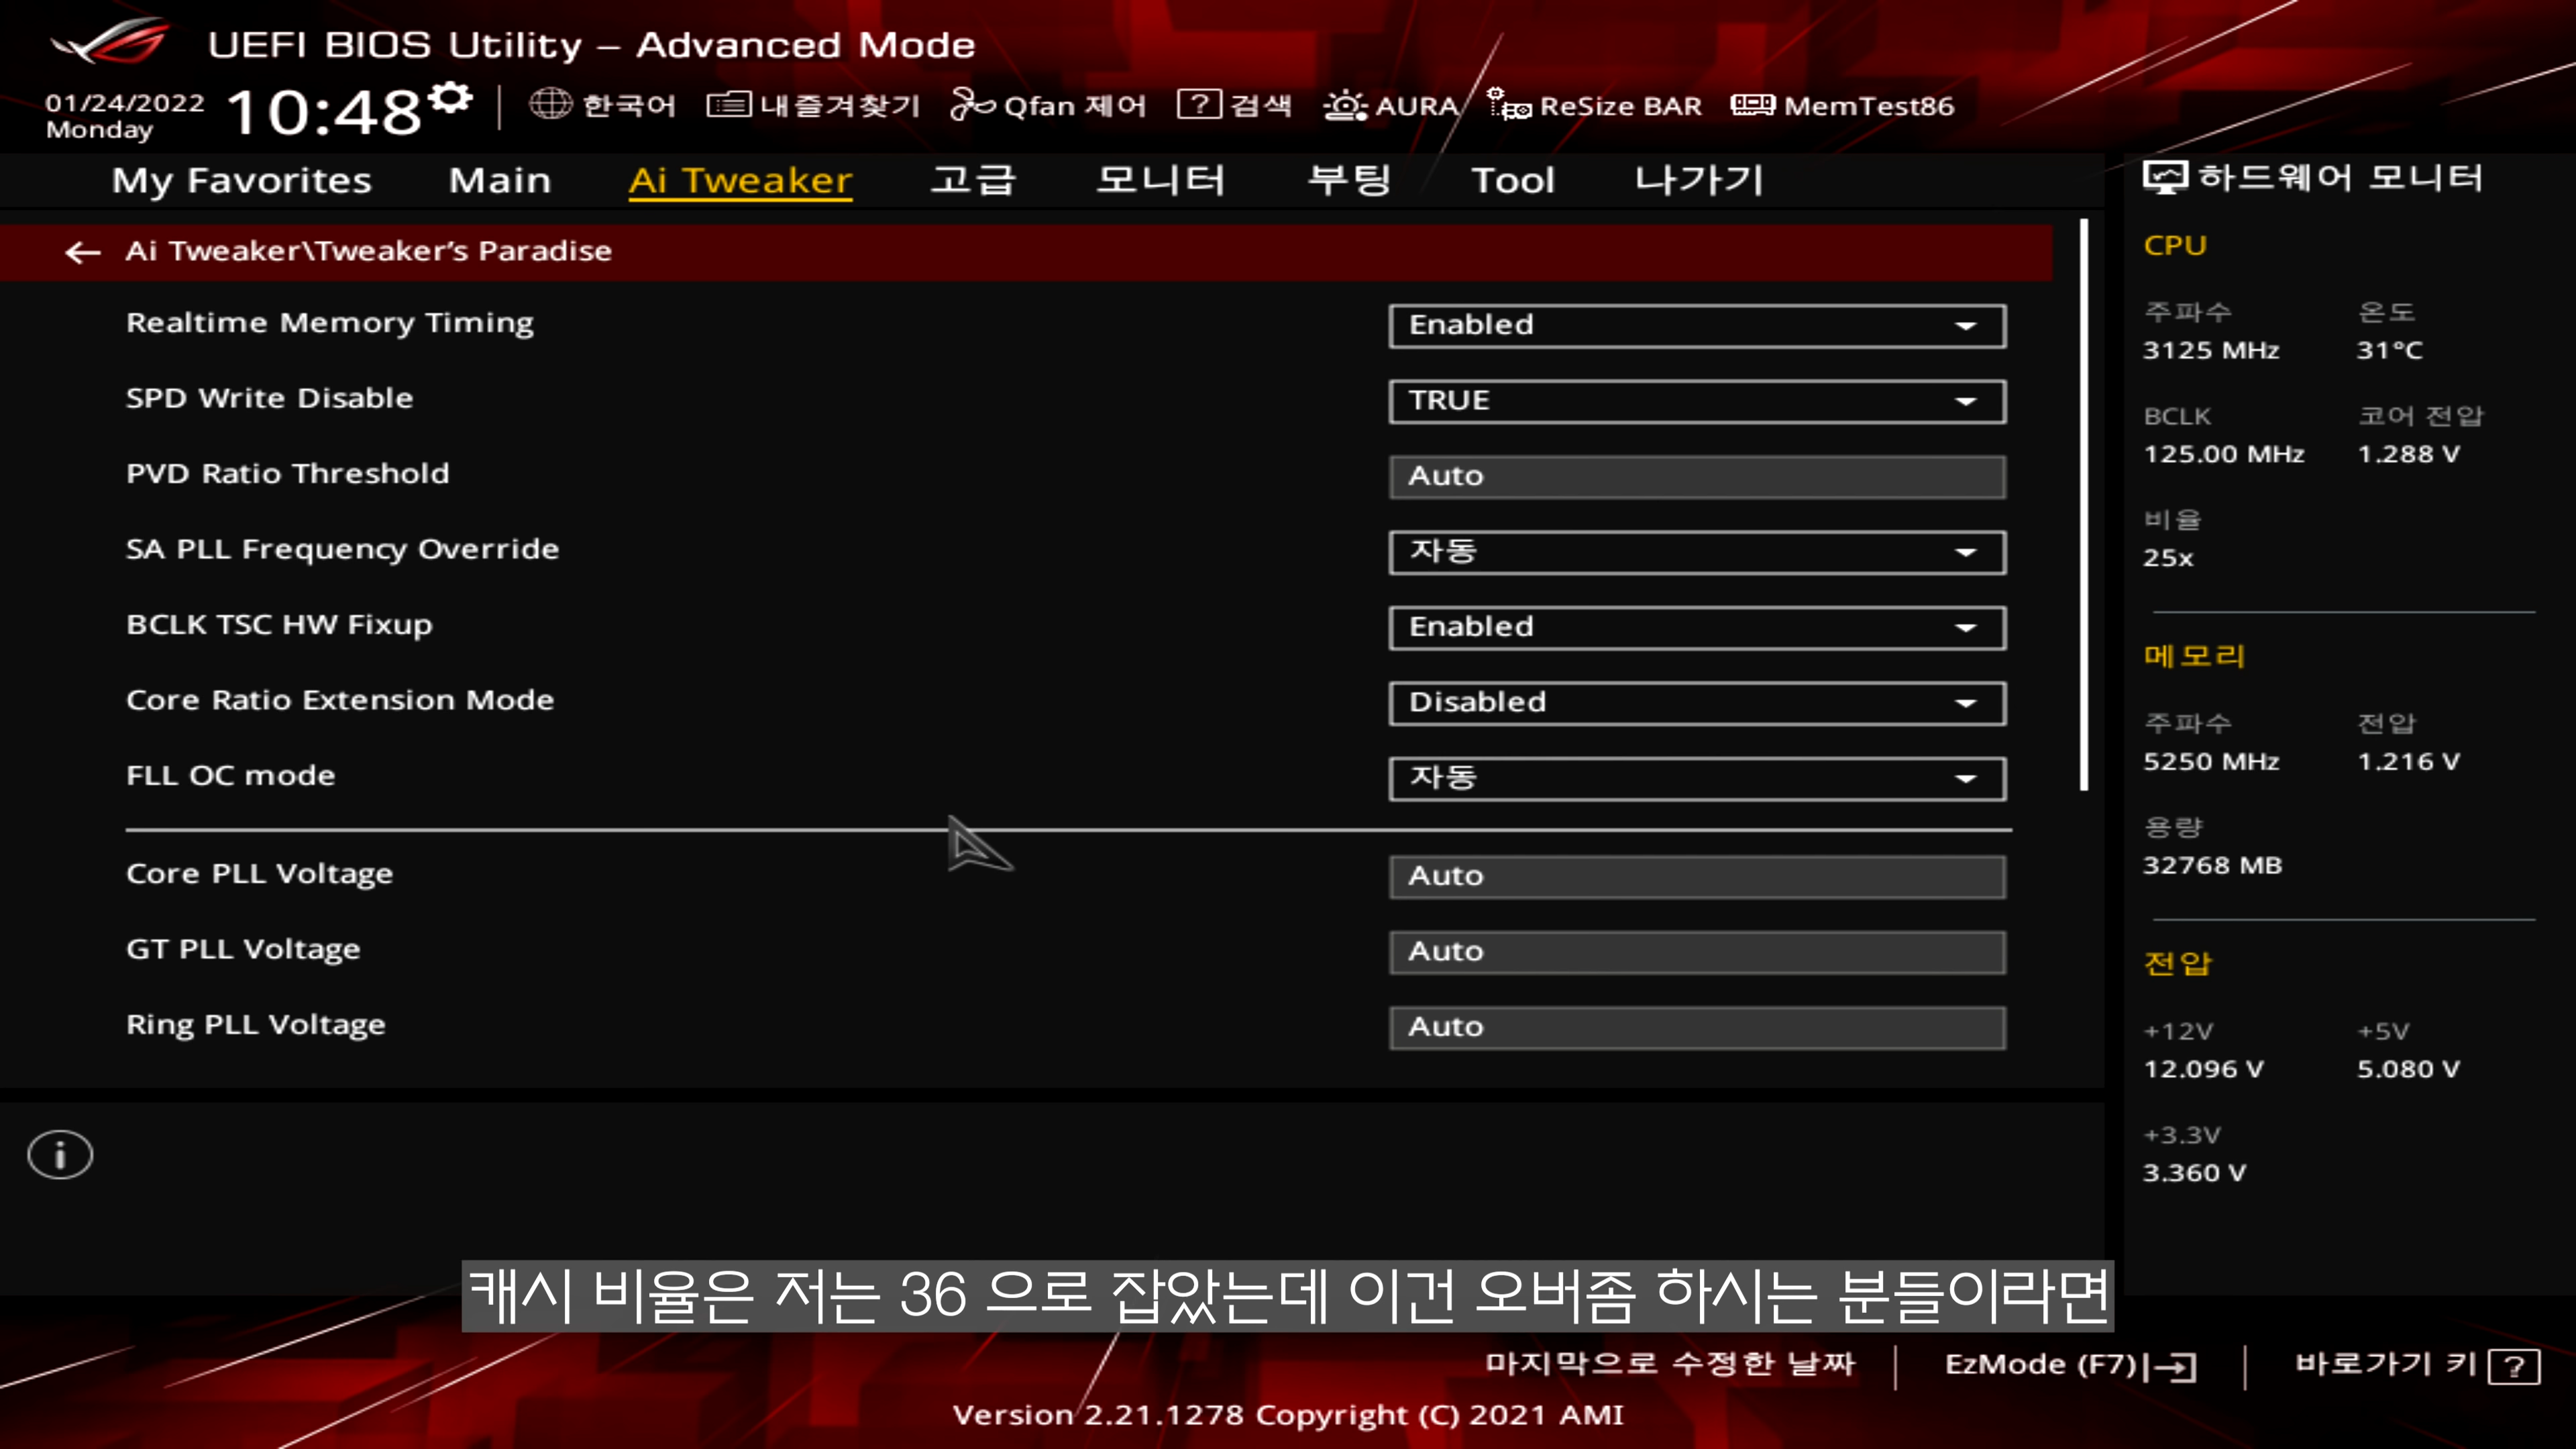 UEFI BIOS Utility – Advanced Mode
01/24/2022
Monday
10:48
한국어
내즐겨찾기
Qfan 제어
?
검색
AURA
ReSize BAR
MemTest86
My Favorites
Main
Ai Tweaker
고급
모니터
부팅
Tool
나가기
← Ai Tweaker\Tweaker's Paradise
Realtime Memory Timing Enabled
SPD Write Disable TRUE
PVD Ratio Threshold Auto
SA PLL Frequency Override 자동
BCLK TSC HW Fixup Enabled
Core Ratio Extension Mode Disabled
FLL OC mode 자동
Core PLL Voltage Auto
GT PLL Voltage Auto
Ring PLL Voltage Auto
하드웨어 모니터
CPU
주파수 온도
3125 MHz 31°C
BCLK 코어 전압
125.00 MHz 1.288 V
비율
25x
메모리
주파수 전압
5250 MHz 1.216 V
용량
32768 MB
전압
+12V +5V
12.096 V 5.080 V
+3.3V
3.360 V
i
캐시 비율은 저는 36 으로 잡았는데 이건 오버좀 하시는 분들이라면
마지막으로 수정한 날짜
EzMode (F7)
바로가기 키 ?
Version 2.21.1278 Copyright (C) 2021 AMI